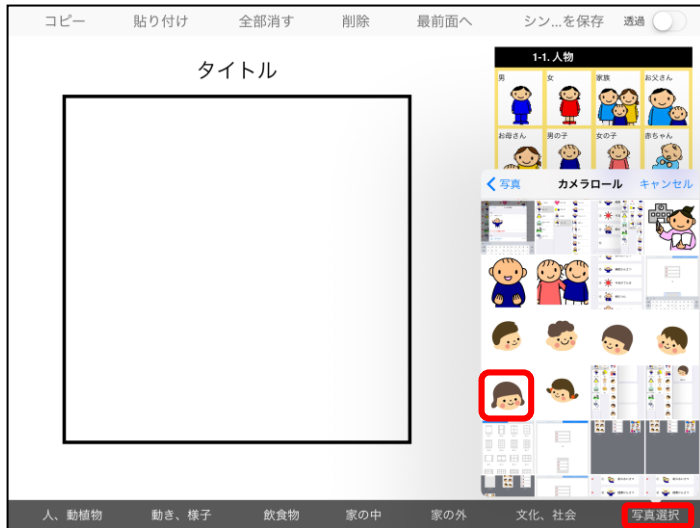 コピー 貼り付け 全部消す 削除 最前面へ シン...を保存 透過
タイトル
1-1. 人物
男 女 家族 お父さん
お母さん 男の子 女の子 赤ちゃん
写真 カメラロール キャンセル
人、動植物 動き、様子 飲食物 家の中 家の外 文化、社会 写真選択